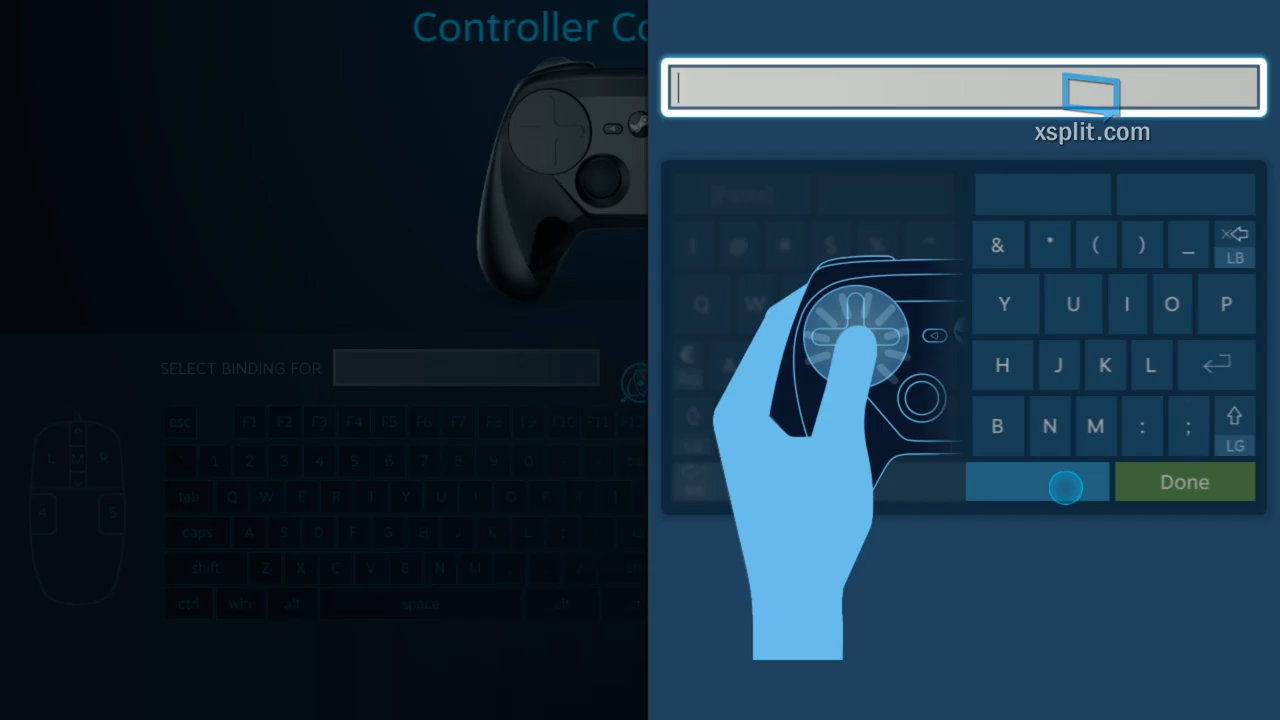 Controller Co
xsplit.com
SELECT BINDING FOR
! @ # $ % ^
& * ( ) _
LB
Q W
Y U I O P
H J K L
B N M : ;
LG
Done
esc F1 F2 F3 F4 F5 F6 F7 F8 F9 F10 F11
1 2 3 4 5 6 7 8 9 0
L M R
tab Q W E R T Y U I O P
4 5
caps A S D F G H J K L
shift Z X C V B N M
ctrl win alt space alt